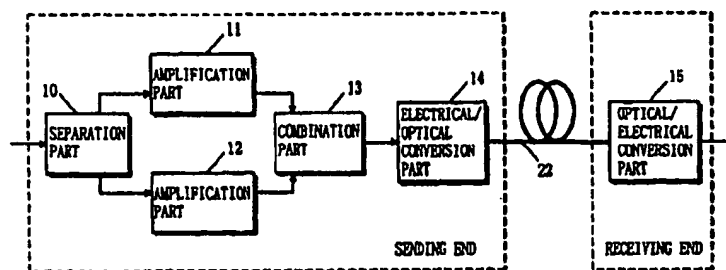 11
AMPLIFICATION
PART
10
SEPARATION
PART
12
AMPLIFICATION
PART
13
COMBINATION
PART
14
ELECTRICAL/
OPTICAL
CONVERSION
PART
22
15
OPTICAL/
ELECTRICAL
CONVERSION
PART
SENDING END
RECEIVING END